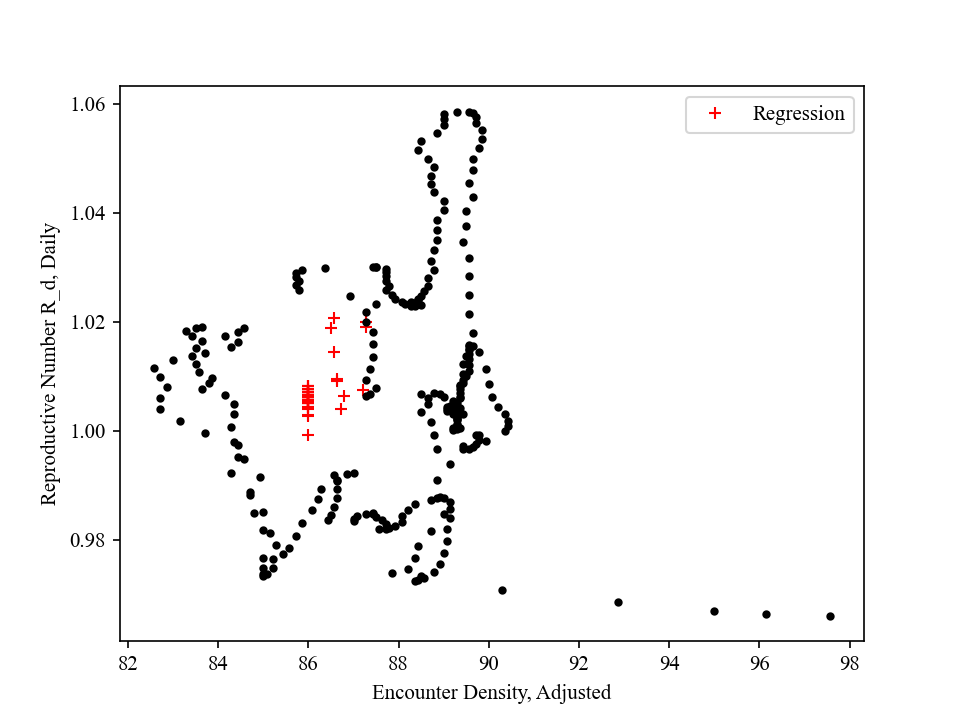 Regression
1.06
1.04
1.02
1.00
0.98
Reproductive Number R_d, Daily
82 84 86 88 90 92 94 96 98
Encounter Density, Adjusted